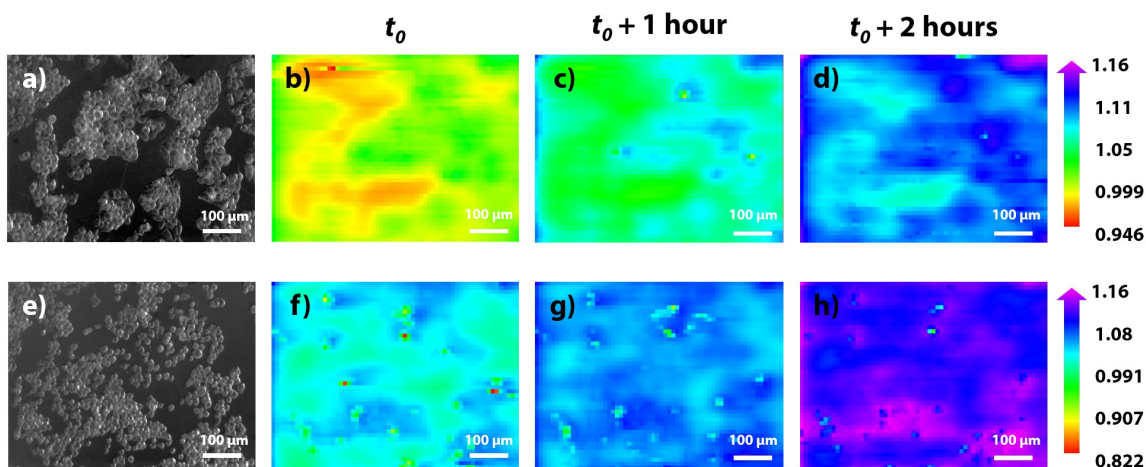 t₀
t₀ + 1 hour
t₀ + 2 hours
a)
b)
c)
d)
100 µm
100 µm
100 µm
100 µm
1.16
1.11
1.05
0.999
0.946
e)
f)
g)
h)
100 µm
100 µm
100 µm
100 µm
1.16
1.08
0.991
0.907
0.822